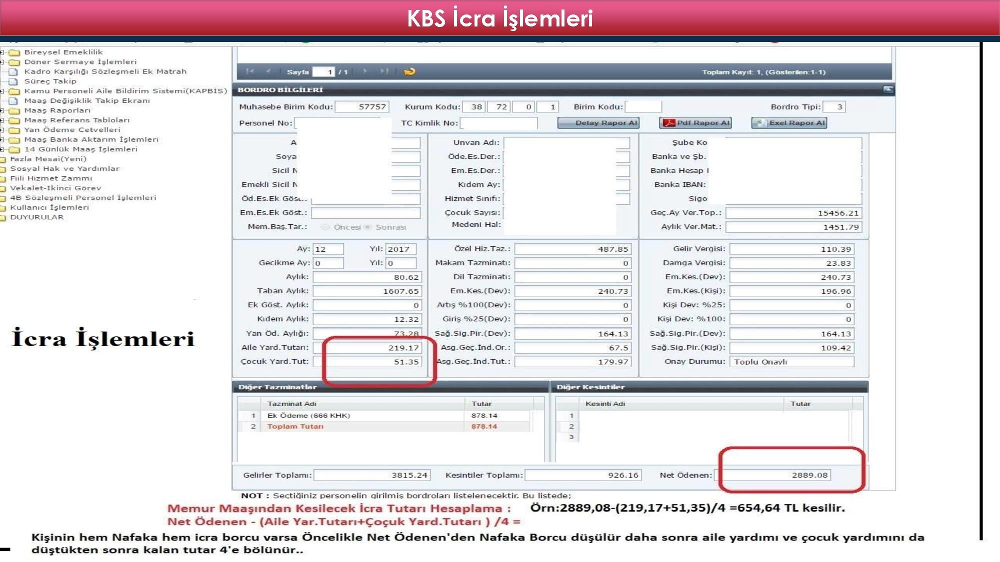 KBS İcra İşlemleri
Bireysel Emeklilik
Döner Sermaye İşlemleri
Kadro Karşılığı Sözleşmeli Ek Matrah
Süreç Takip
Kamu Personeli Aile Bildirim Sistemi(KAPBİS)
Maaş Değişiklik Takip Ekranı
Maaş Raporları
Maaş Referans Tabloları
Yan Ödeme Cetvelleri
Maaş Banka Aktarım İşlemleri
14 Günlük Maaş İşlemleri
Fazla Mesai(Yeni)
Sosyal Hak ve Yardımlar
Fiili Hizmet Zammı
Vekalet-İkinci Görev
4B Sözleşmeli Personel İşlemleri
Kullanıcı İşlemleri
DUYURULAR
İcra İşlemleri
Sayfa 1 / 1 Toplam Kayıt: 1, (Gösterilen:1-1)
BORDRO BİLGİLERİ
Muhasebe Birim Kodu: 57757 Kurum Kodu: 38 72 0 1 Birim Kodu: Bordro Tipi: 3
Personel No: TC Kimlik No: Detay Rapor Al Pdf Rapor Al Exel Rapor Al
A Unvan Adı: Şube Ko
Soya Öde.Es.Der.: Banka ve Şb.
Sicil N Em.Es.Der.: Banka Hesap
Emekli Sicil N Kıdem Ay: Banka IBAN:
Öd.Es.Ek Göst.: Hizmet Sınıfı: Sigo
Em.Es.Ek Göst.: Çocuk Sayısı: Geç.Ay Ver.Top.: 15456.21
Mem.Baş.Tar.: Öncesi Sonrası Medeni Hal: Aylık Ver.Mat.: 1451.79
Ay: 12 Yıl: 2017 Özel Hiz.Taz.: 487.85 Gelir Vergisi: 110.39
Gecikme Ay: 0 Yıl: 0 Makam Tazminatı: 0 Damga Vergisi: 23.83
Aylık: 80.62 Dil Tazminatı: 0 Em.Kes.(Dev): 240.73
Taban Aylık: 1607.65 Em.Kes.(Dev): 240.73 Em.Kes.(Kişi): 196.96
Ek Göst. Aylık: 0 Artış %100(Dev): 0 Kişi Dev: %25: 0
Kıdem Aylık: 12.32 Giriş %25(Dev): 0 Kişi Dev: %100: 0
Yan Öd. Aylığı: 73.28 Sağ.Sig.Pir.(Dev): 164.13 Sağ.Sig.Pir.(Dev): 164.13
Aile Yard.Tutarı: 219.17 Asg.Geç.İnd.Or.: 67.5 Sağ.Sig.Pir.(Kişi): 109.42
Çocuk Yard.Tut: 51.35 Asg.Geç.İnd.Tut.: 179.97 Onay Durumu: Toplu Onaylı
Diğer Tazminatlar Diğer Kesintiler
Tazminat Adi Tutar Kesinti Adi Tutar
1 Ek Ödeme (666 KHK) 878.14 1
2 Toplam Tutarı 878.14 2
3
Gelirler Toplamı: 3815.24 Kesintiler Toplamı: 926.16 Net Ödenen: 2889.08
NOT : Seçtiğiniz personelin girilmiş bordroları listelenecektir. Bu listede;
Memur Maaşından Kesilecek İcra Tutarı Hesaplama : Örn:2889,08-(219,17+51,35)/4 =654,64 TL kesilir.
Net Ödenen - (Aile Yar.Tutarı+Çoçuk Yard.Tutarı ) /4 =
Kişinin hem Nafaka hem icra borcu varsa Öncelikle Net Ödenen'den Nafaka Borcu düşülür daha sonra aile yardımı ve çocuk yardımını da
düştükten sonra kalan tutar 4'e bölünür..